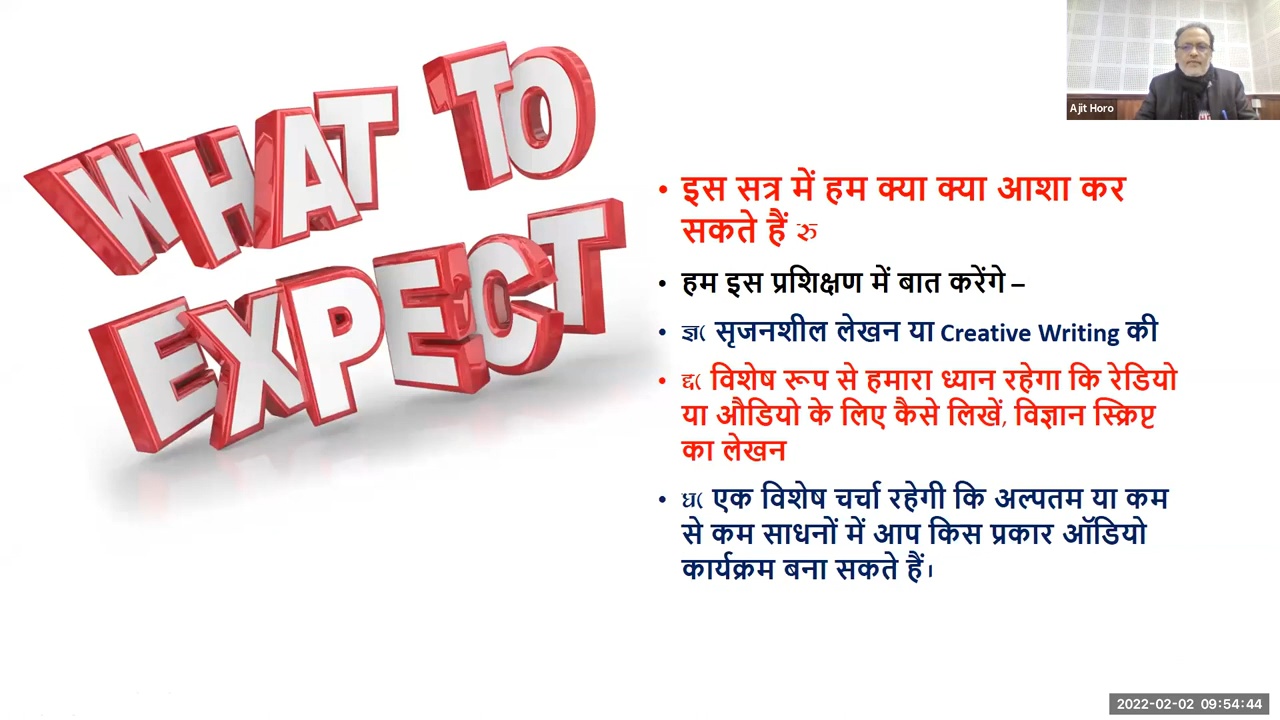 WHAT TO
EXPECT
Ajit Horo
• इस सत्र में हम क्या क्या आशा कर
सकते हैं रु
• हम इस प्रशिक्षण में बात करेंगे –
• ज्ञ( सृजनशील लेखन या Creative Writing की
• द्द( विशेष रूप से हमारा ध्यान रहेगा कि रेडियो
या औडियो के लिए कैसे लिखें, विज्ञान स्क्रिप्ट
का लेखन
• घ( एक विशेष चर्चा रहेगी कि अल्पतम या कम
से कम साधनों में आप किस प्रकार ऑडियो
कार्यक्रम बना सकते हैं।
2022-02-02 09:54:44